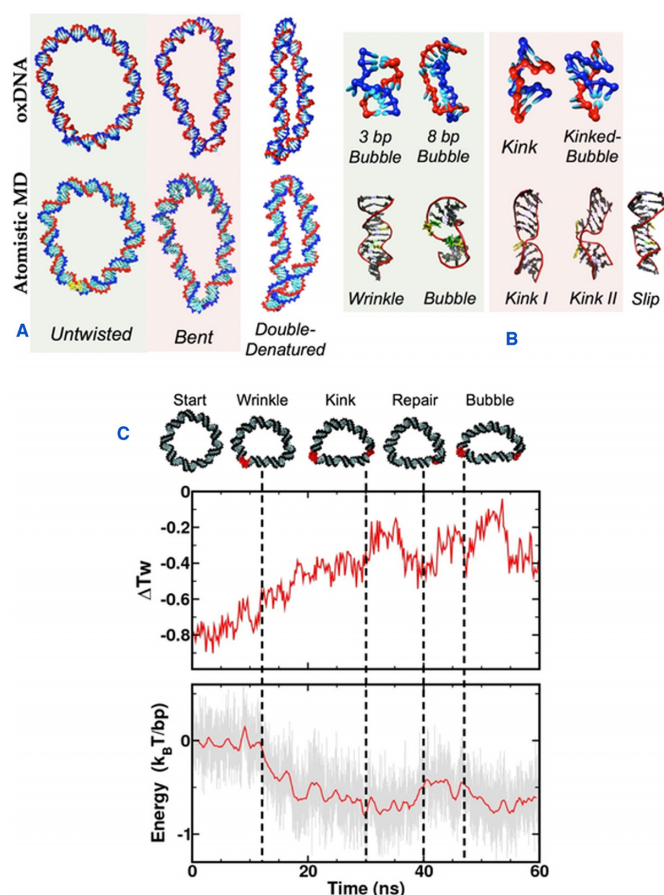 oxDNA
Atomistic MD
A
Untwisted
Bent
Double-
Denatured
3 bp
Bubble
8 bp
Bubble
Kink
Kinked-
Bubble
Wrinkle
Bubble
Kink I
Kink II
Slip
B
C
Start
Wrinkle
Kink
Repair
Bubble
0
-0.2
-0.4
-0.6
-0.8
ΔTw
0
-1
Energy (kBT/bp)
0
20
40
60
Time (ns)